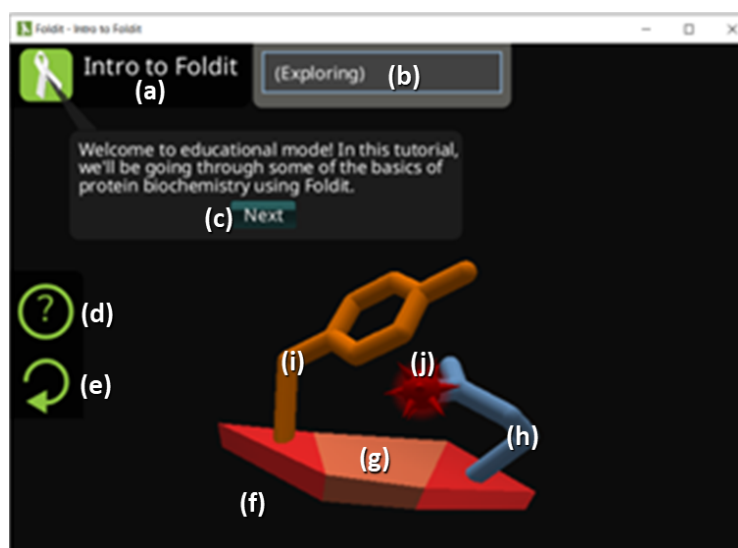 Foldit - Intro to Foldit
Intro to Foldit
(a)
(Exploring)
(b)
Welcome to educational mode! In this tutorial,
we'll be going through some of the basics of
protein biochemistry using Foldit.
(c)
Next
?
(d)
(e)
(i)
(j)
(h)
(g)
(f)